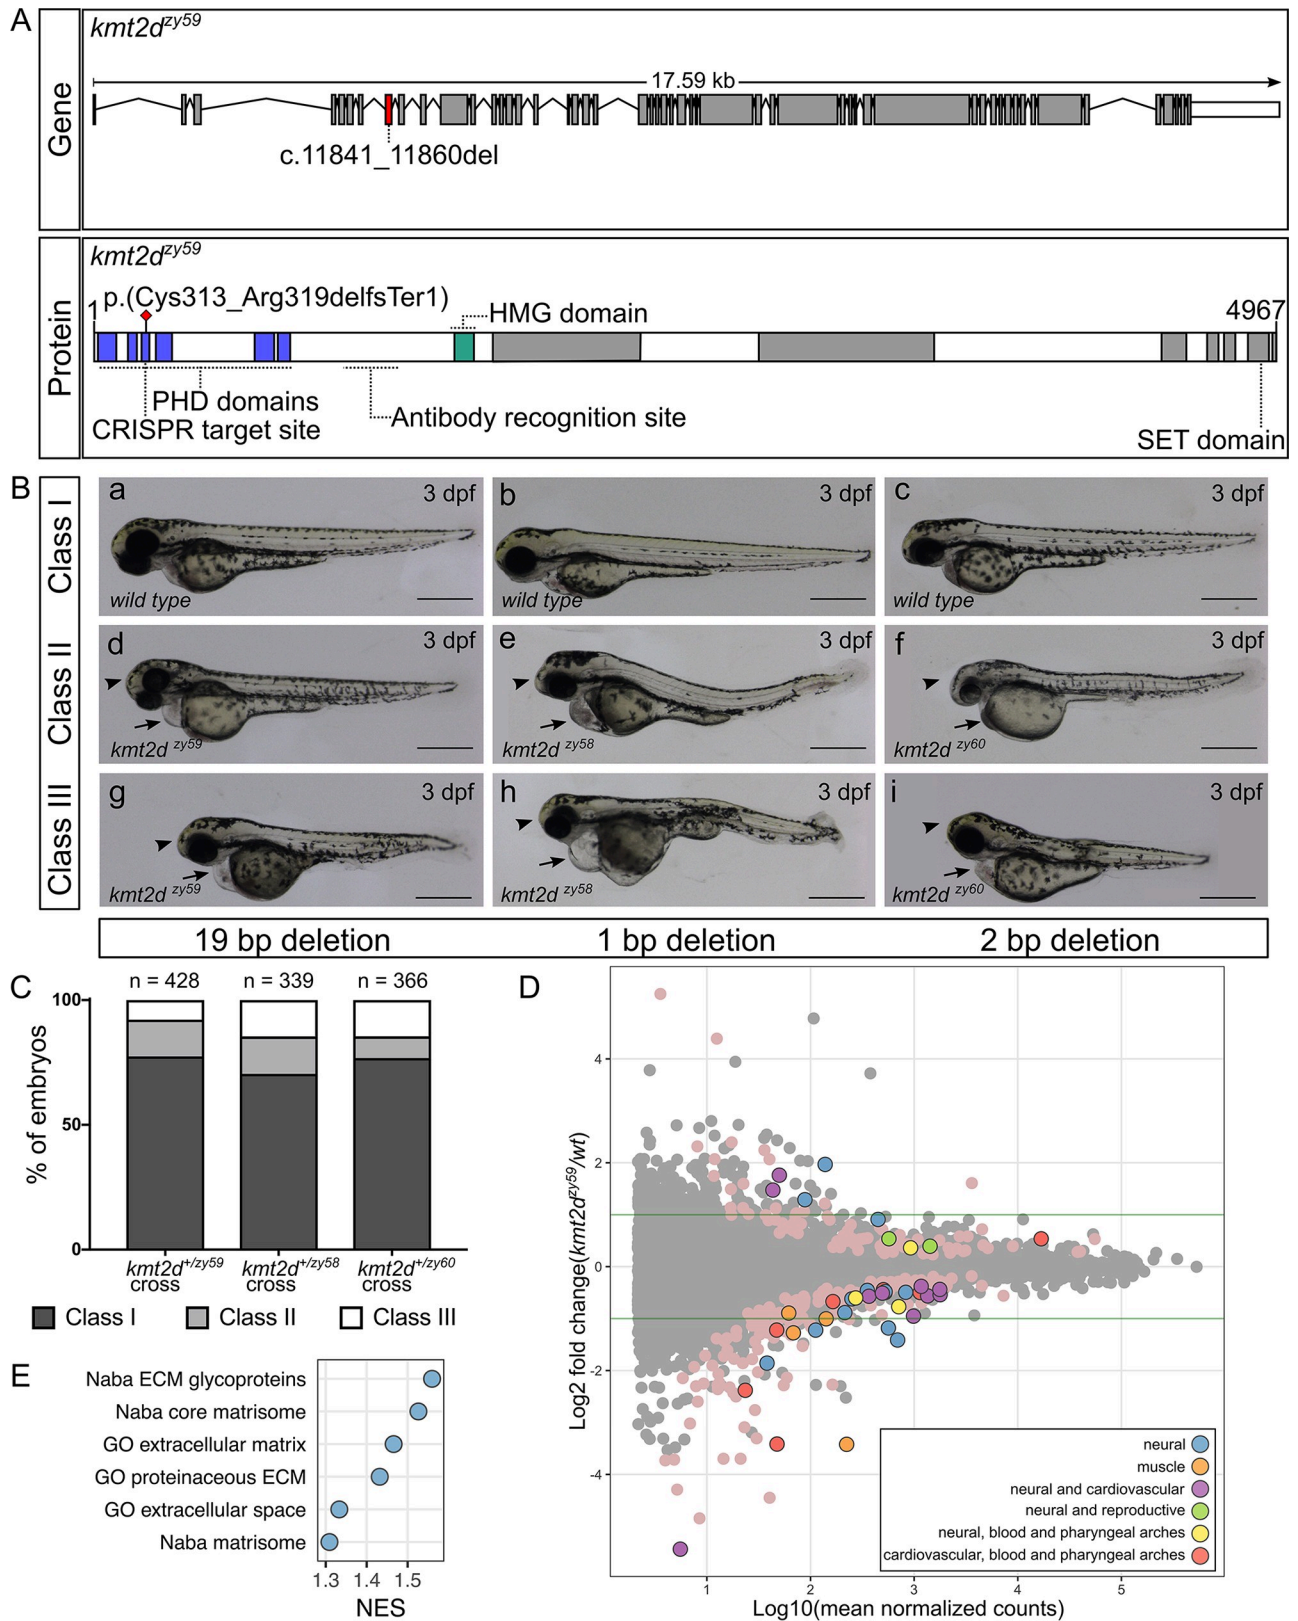 A
Gene
kmt2d^zy59
17.59 kb
c.11841_11860del
Protein
kmt2d^zy59
p.(Cys313_Arg319delfsTer1)
1
4967
HMG domain
PHD domains
CRISPR target site
Antibody recognition site
SET domain
B
Class I
a
3 dpf
wild type
b
3 dpf
wild type
c
3 dpf
wild type
Class II
d
3 dpf
kmt2d zy59
e
3 dpf
kmt2d zy58
f
3 dpf
kmt2d zy60
Class III
g
3 dpf
kmt2d zy59
h
3 dpf
kmt2d zy58
i
3 dpf
kmt2d zy60
19 bp deletion
1 bp deletion
2 bp deletion
C
n = 428
n = 339
n = 366
% of embryos
100
50
0
kmt2d^+/zy59
cross
kmt2d^+/zy58
cross
kmt2d^+/zy60
cross
Class I
Class II
Class III
D
Log2 fold change(kmt2d^zy59/wt)
4
2
0
-2
-4
neural
muscle
neural and cardiovascular
neural and reproductive
neural, blood and pharyngeal arches
cardiovascular, blood and pharyngeal arches
1
2
3
4
5
Log10(mean normalized counts)
E
Naba ECM glycoproteins
Naba core matrisome
GO extracellular matrix
GO proteinaceous ECM
GO extracellular space
Naba matrisome
1.3
1.4
1.5
NES